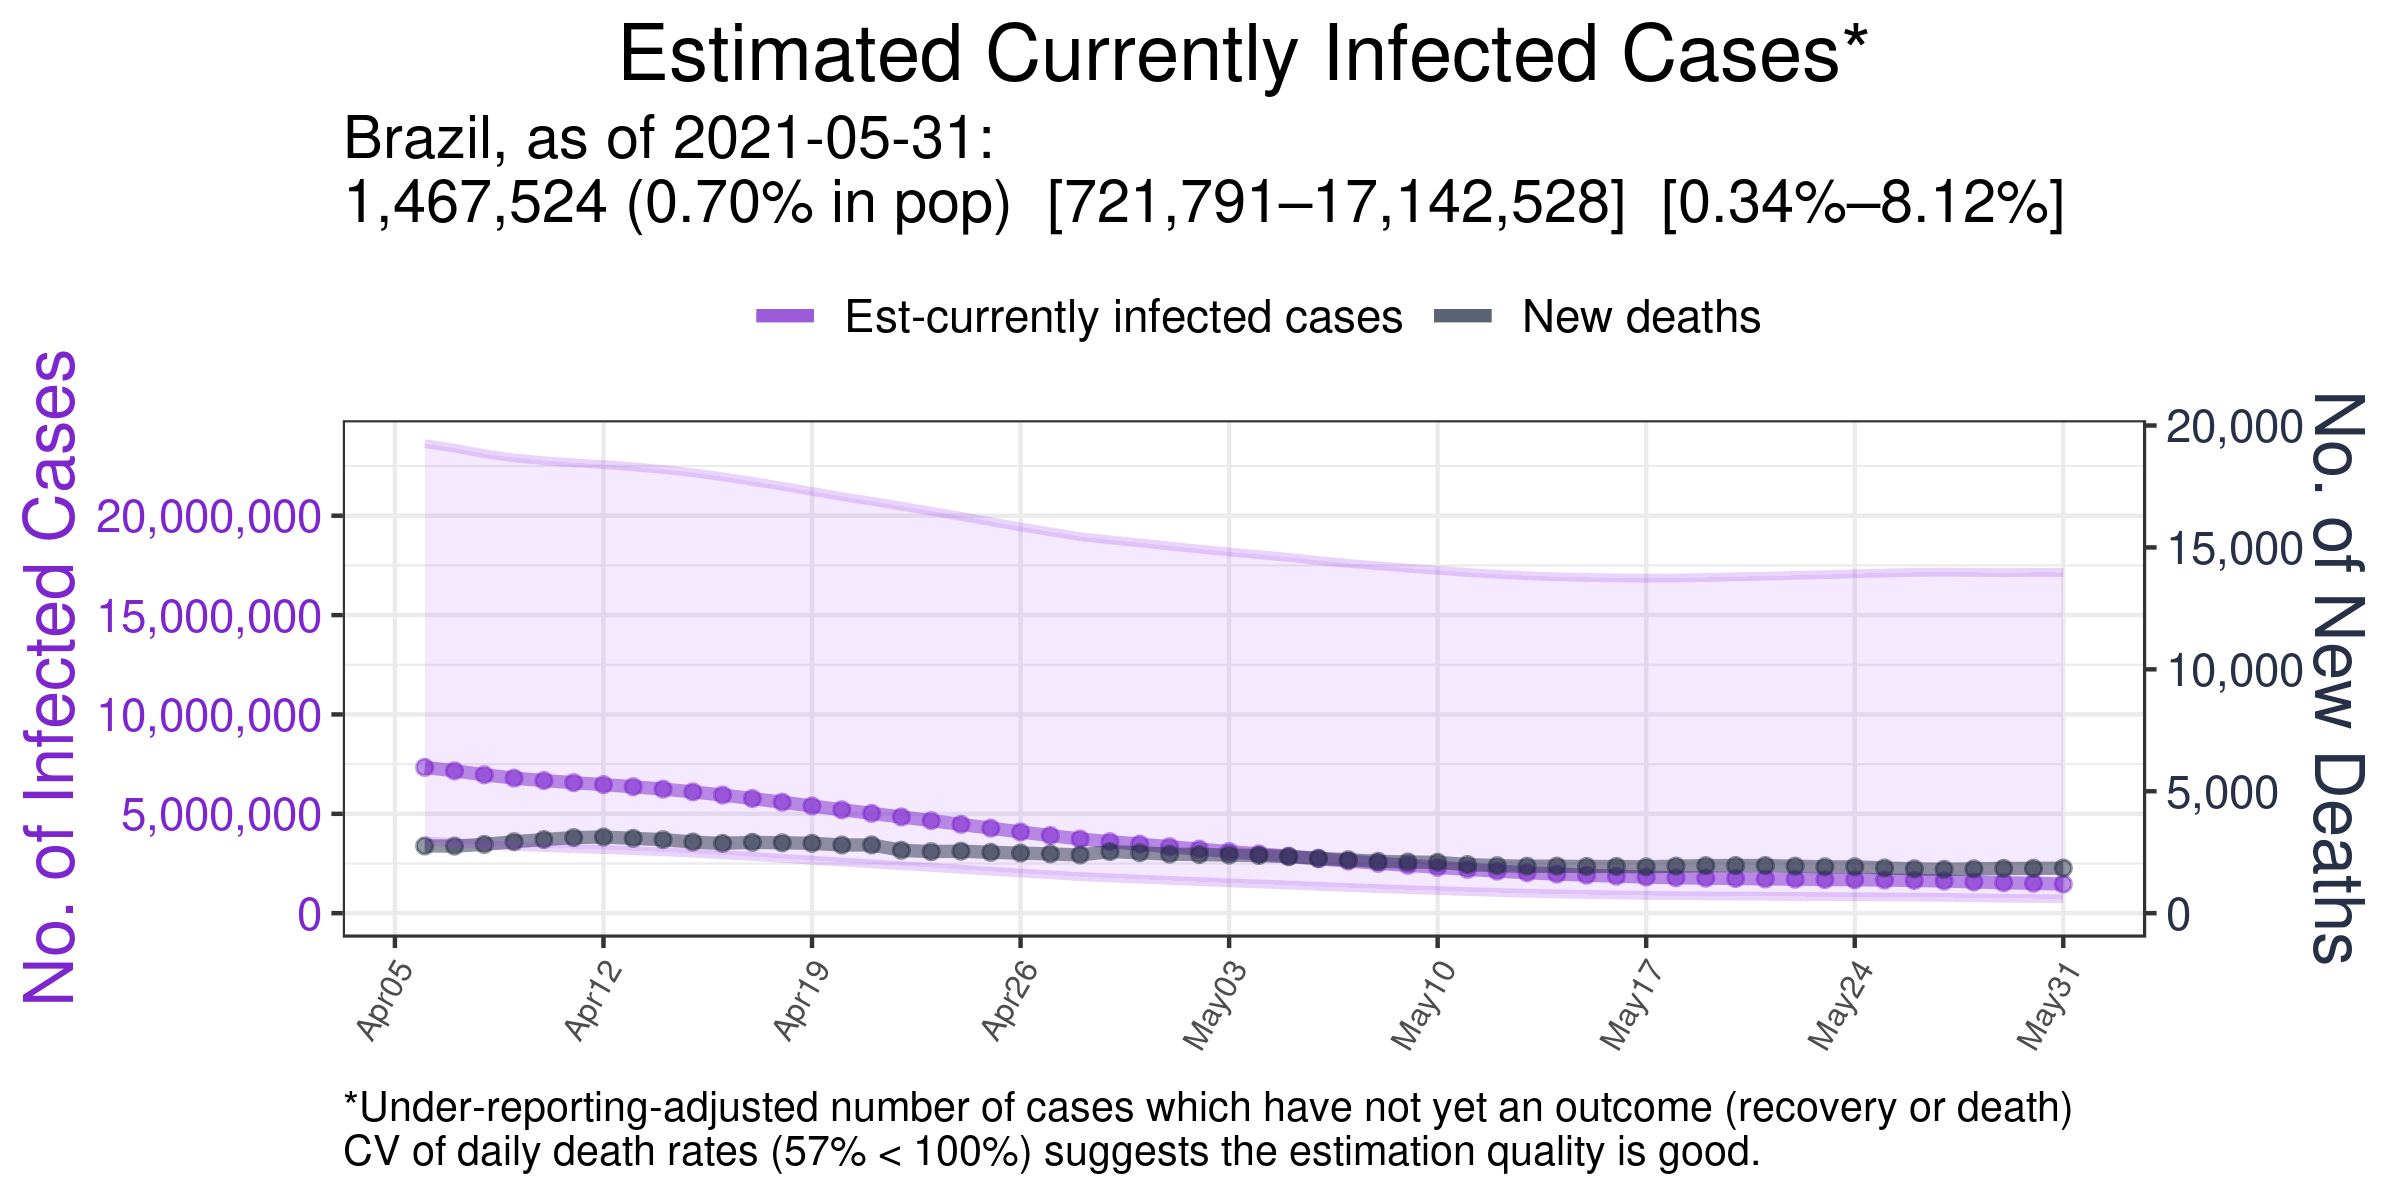 Estimated Currently Infected Cases*
Brazil, as of 2021-05-31:
1,467,524 (0.70% in pop) [721,791–17,142,528] [0.34%–8.12%]
Est-currently infected cases
New deaths
No. of Infected Cases
20,000,000
15,000,000
10,000,000
5,000,000
0
20,000
15,000
10,000
5,000
0
No. of New Deaths
Apr05
Apr12
Apr19
Apr26
May03
May10
May17
May24
May31
*Under-reporting-adjusted number of cases which have not yet an outcome (recovery or death)
CV of daily death rates (57% < 100%) suggests the estimation quality is good.